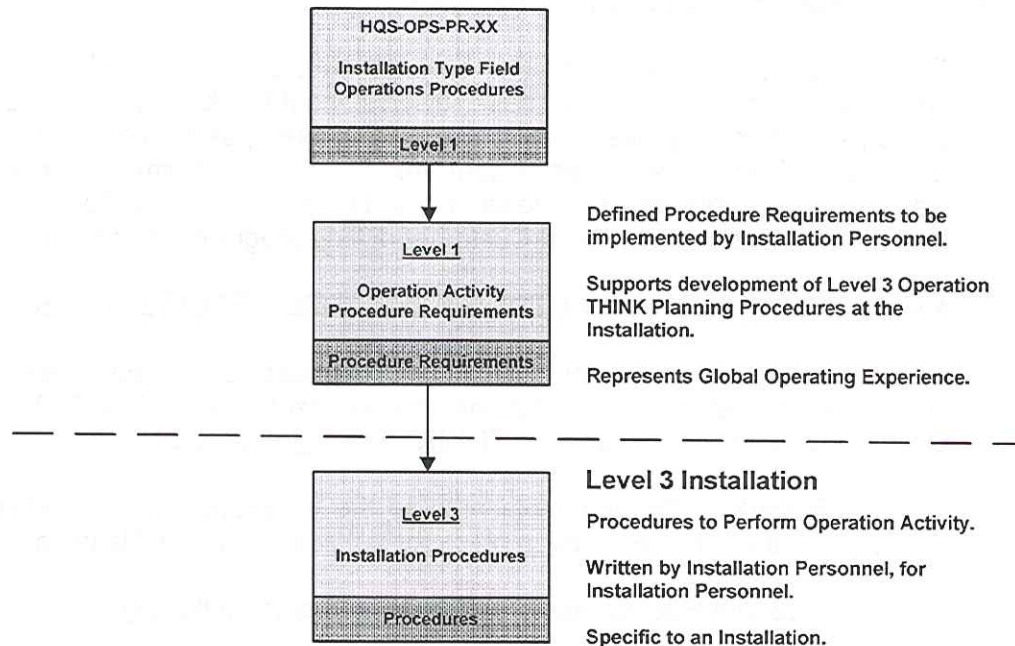 HQS-OPS-PR-XX
Installation Type Field
Operations Procedures
Level 1
Level 1
Operation Activity
Procedure Requirements
Procedure Requirements
Defined Procedure Requirements to be
implemented by Installation Personnel.
Supports development of Level 3 Operation
THINK Planning Procedures at the
Installation.
Represents Global Operating Experience.
Level 3
Installation Procedures
Procedures
Level 3 Installation
Procedures to Perform Operation Activity.
Written by Installation Personnel, for
Installation Personnel.
Specific to an Installation.